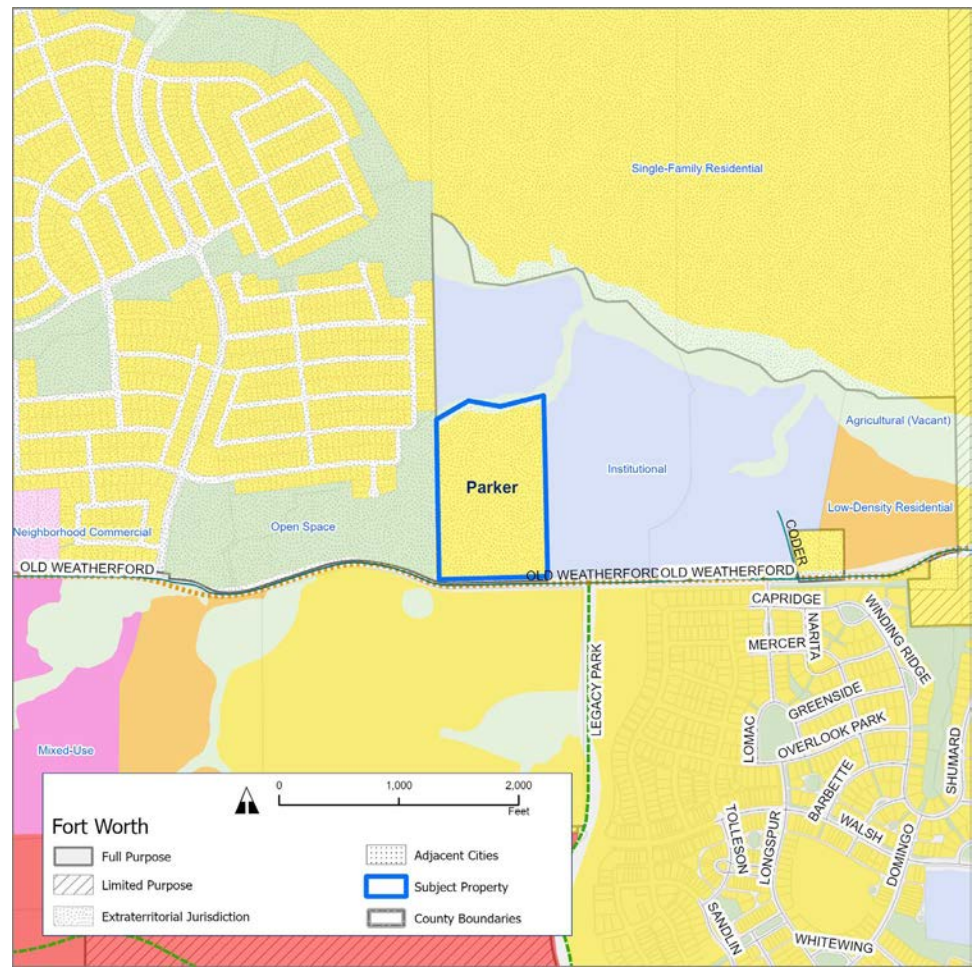 Single-Family Residential
Agricultural (Vacant)
Institutional
Parker
Low-Density Residential
Neighborhood Commercial
Open Space
CODER
OLD WEATHERFORD
OLD WEATHERFORD
OLD WEATHERFORD
CAPRIDGE
NARITA
WINDING RIDGE
MERCER
LEGACY PARK
GREENSIDE
LOMAC
OVERLOOK PARK
SHUMARD
Mixed-Use
BARBETTE
WALSH
TOLLESON
LONGSPUR
DOMINGO
SANDLIN
WHITEWING
0 1,000 2,000
Feet
Fort Worth
Full Purpose
Limited Purpose
Extraterritorial Jurisdiction
Adjacent Cities
Subject Property
County Boundaries